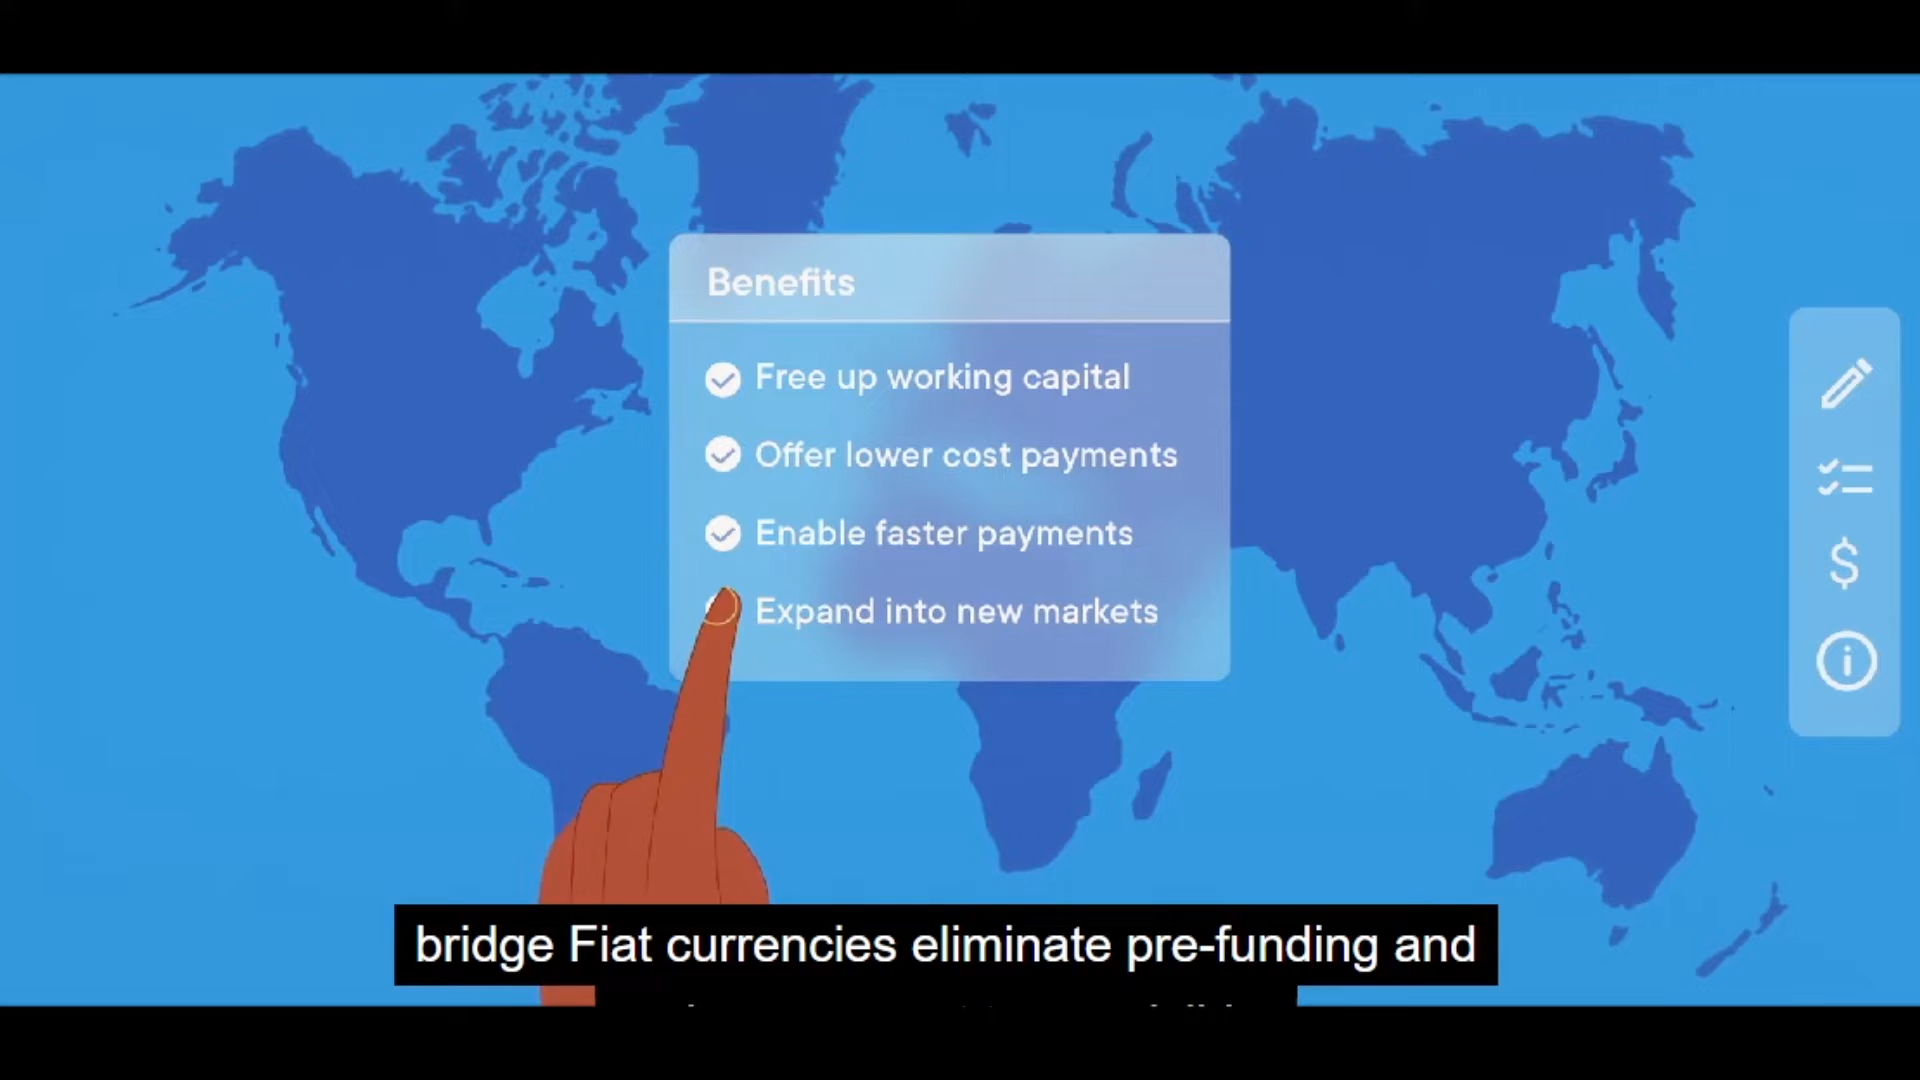 Benefits
Free up working capital
Offer lower cost payments
Enable faster payments
Expand into new markets
$
i
bridge Fiat currencies eliminate pre-funding and